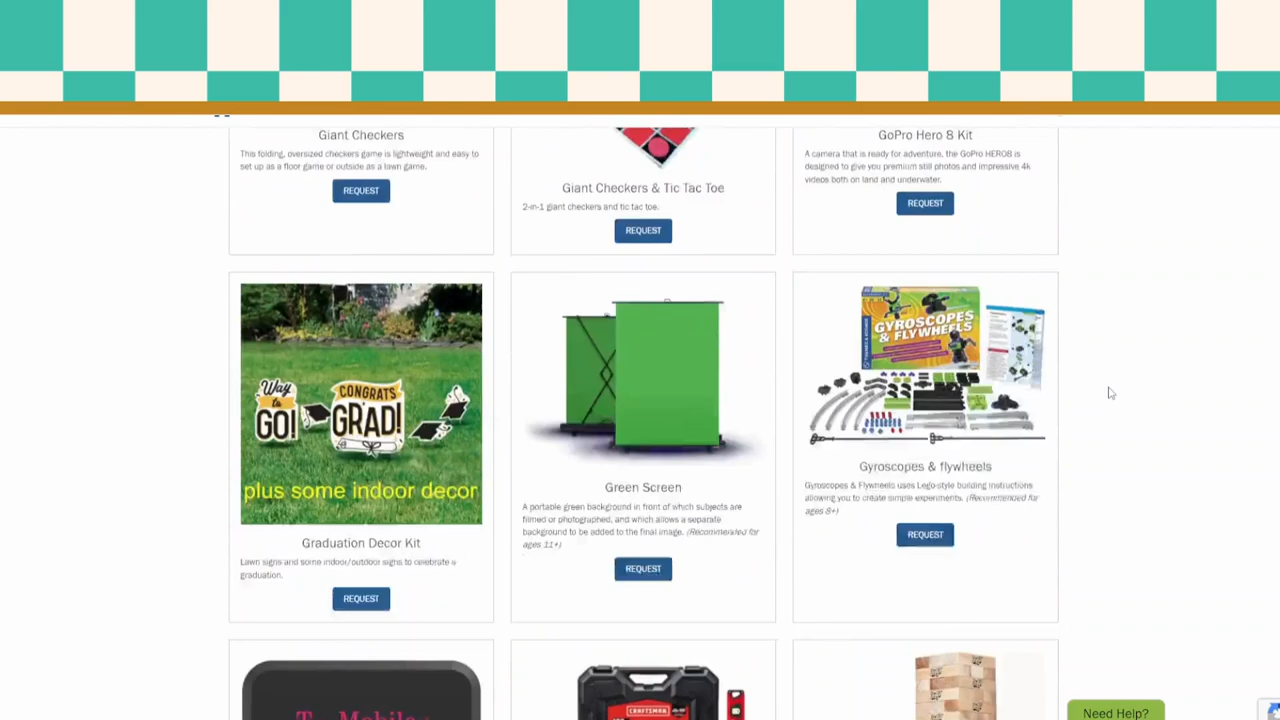 Giant Checkers
This folding, oversized checkers game is lightweight and easy to
set up as a floor game or outside as a lawn game.
REQUEST
Giant Checkers & Tic Tac Toe
2-in-1 giant checkers and tic tac toe.
REQUEST
GoPro Hero 8 Kit
A camera that is ready for adventure, the GoPro HERO8 is
designed to give you premium still photos and impressive 4k
videos both on land and underwater.
REQUEST
Way
to
GO!
CONGRATS
GRAD!
plus some indoor decor
Graduation Decor Kit
Lawn signs and some indoor/outdoor signs to celebrate a
graduation.
REQUEST
Green Screen
A portable green background in front of which subjects are
filmed or photographed, and which allows a separate
background to be added to the final image. (Recommended for
ages 11+)
REQUEST
GYROSCOPES
& FLYWHEELS
Gyroscopes & flywheels
Gyroscopes & Flywheels uses Lego-style building instructions
allowing you to create simple experiments. (Recommended for
ages 8+)
REQUEST
T-Mobile
CRAFTSMAN
Need Help?